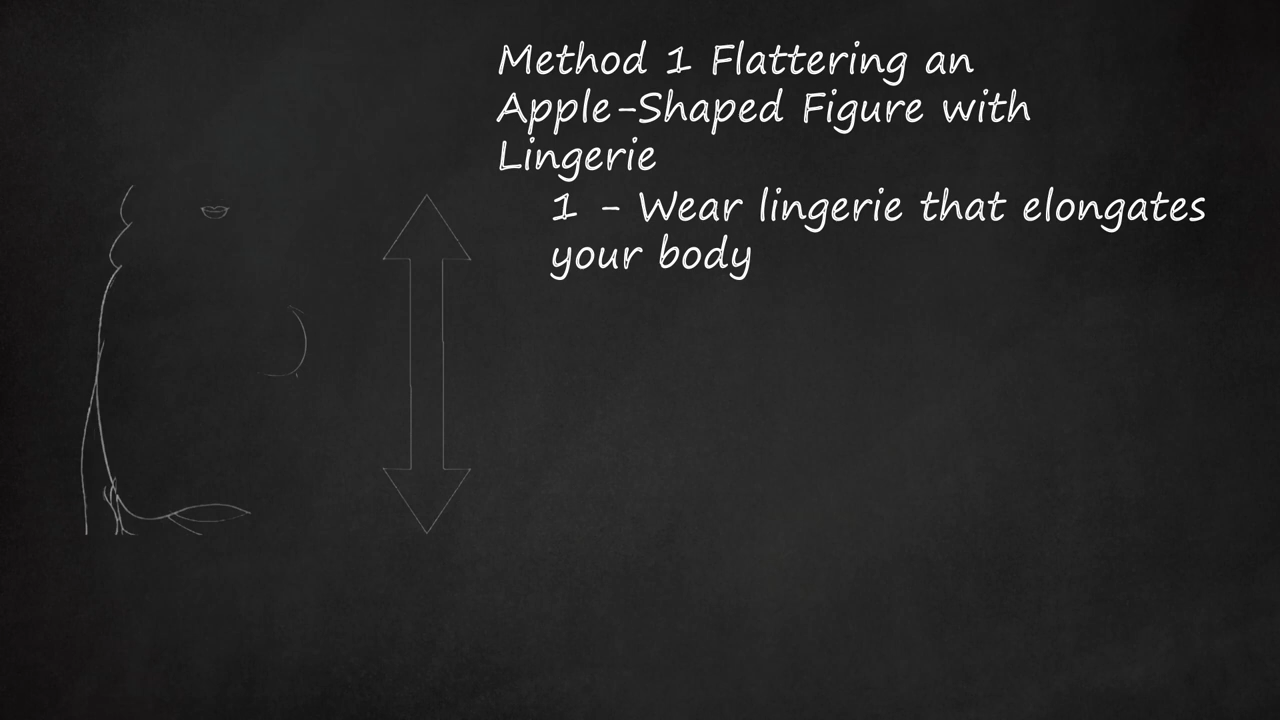 Method 1 Flattering an
Apple-Shaped Figure with
Lingerie
1 - Wear lingerie that elongates
your body